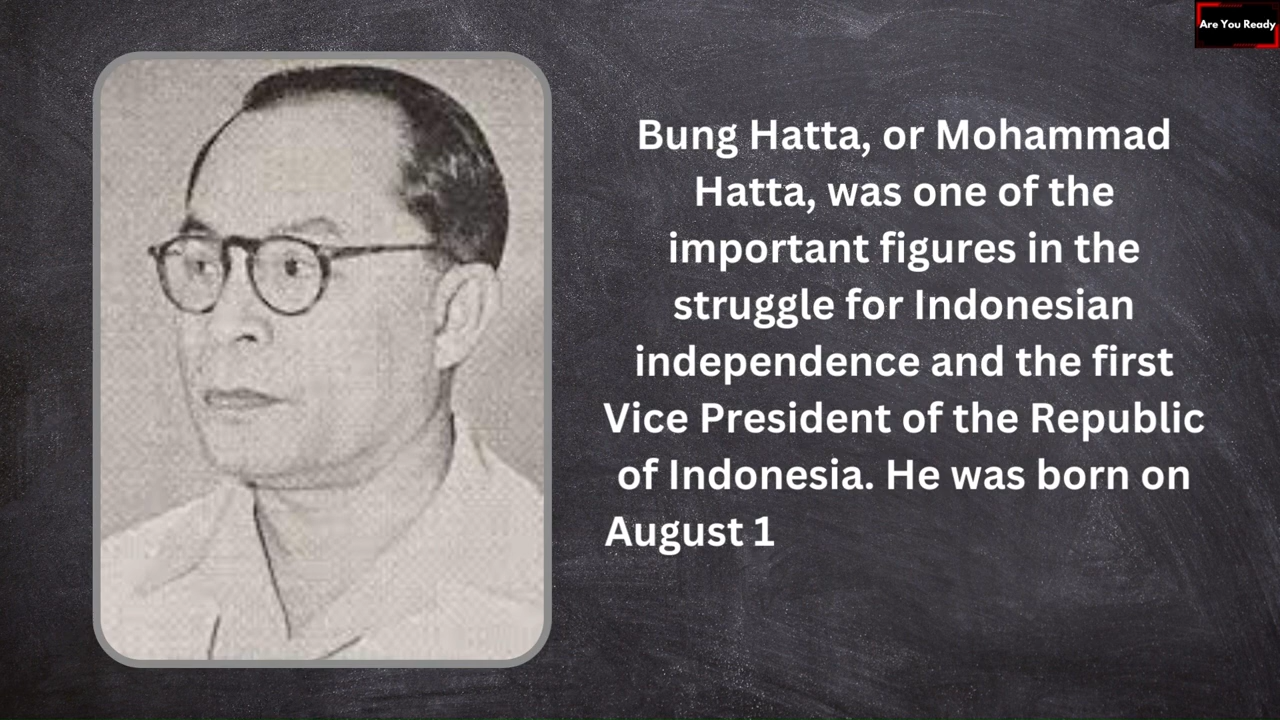 Are You Ready
Bung Hatta, or Mohammad
Hatta, was one of the
important figures in the
struggle for Indonesian
independence and the first
Vice President of the Republic
of Indonesia. He was born on
August 1